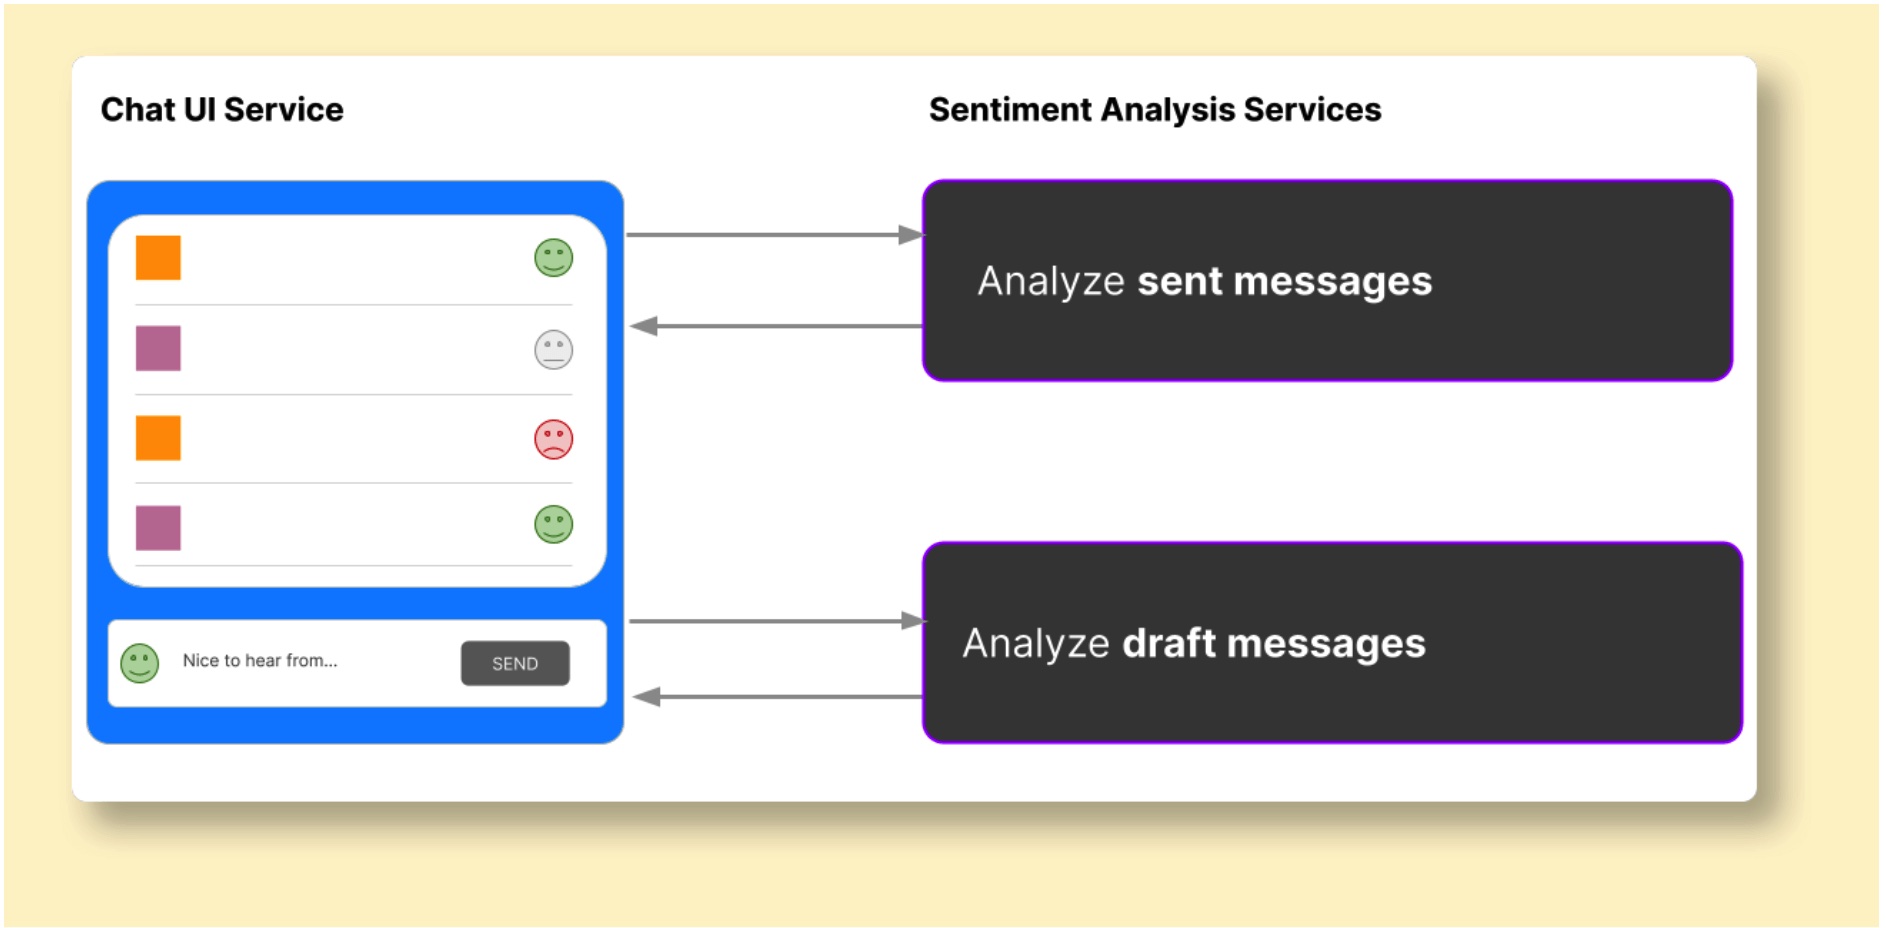 Chat UI Service
Sentiment Analysis Services
Analyze sent messages
Analyze draft messages
Nice to hear from...
SEND